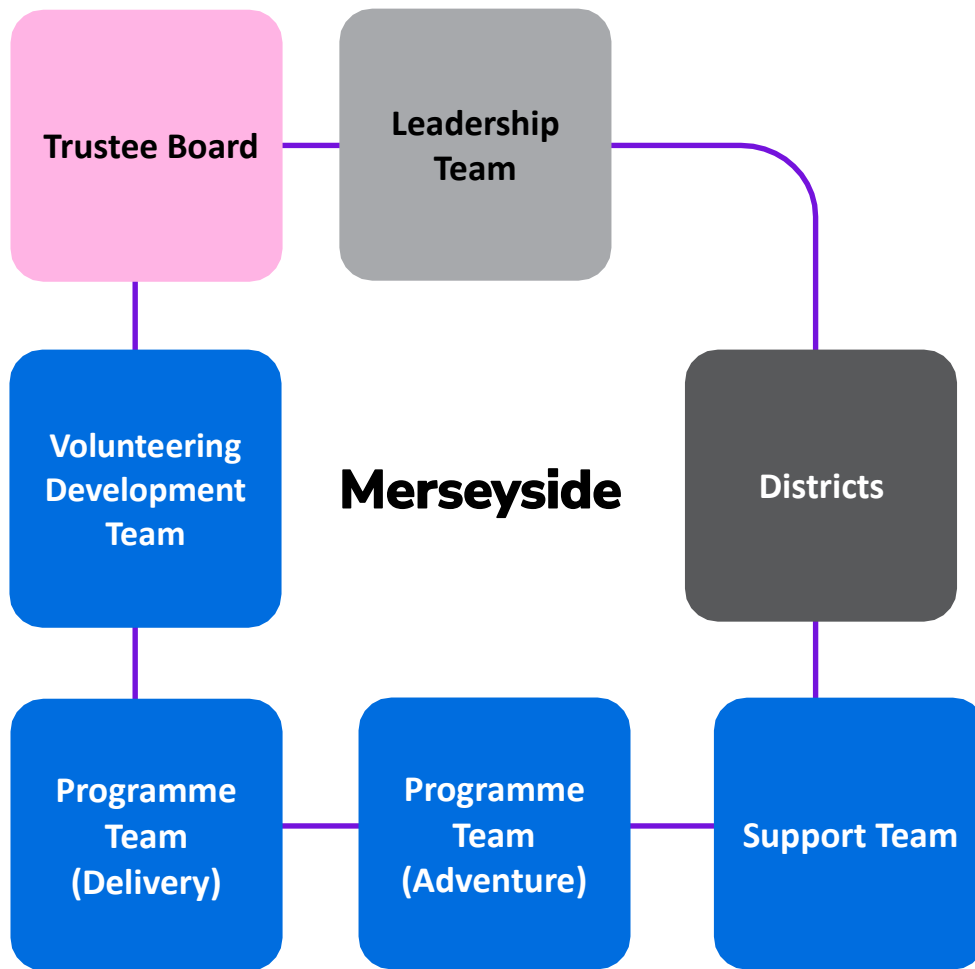 Trustee Board
Leadership
Team
Volunteering
Development
Team
Merseyside
Districts
Programme
Team
(Delivery)
Programme
Team
(Adventure)
Support Team